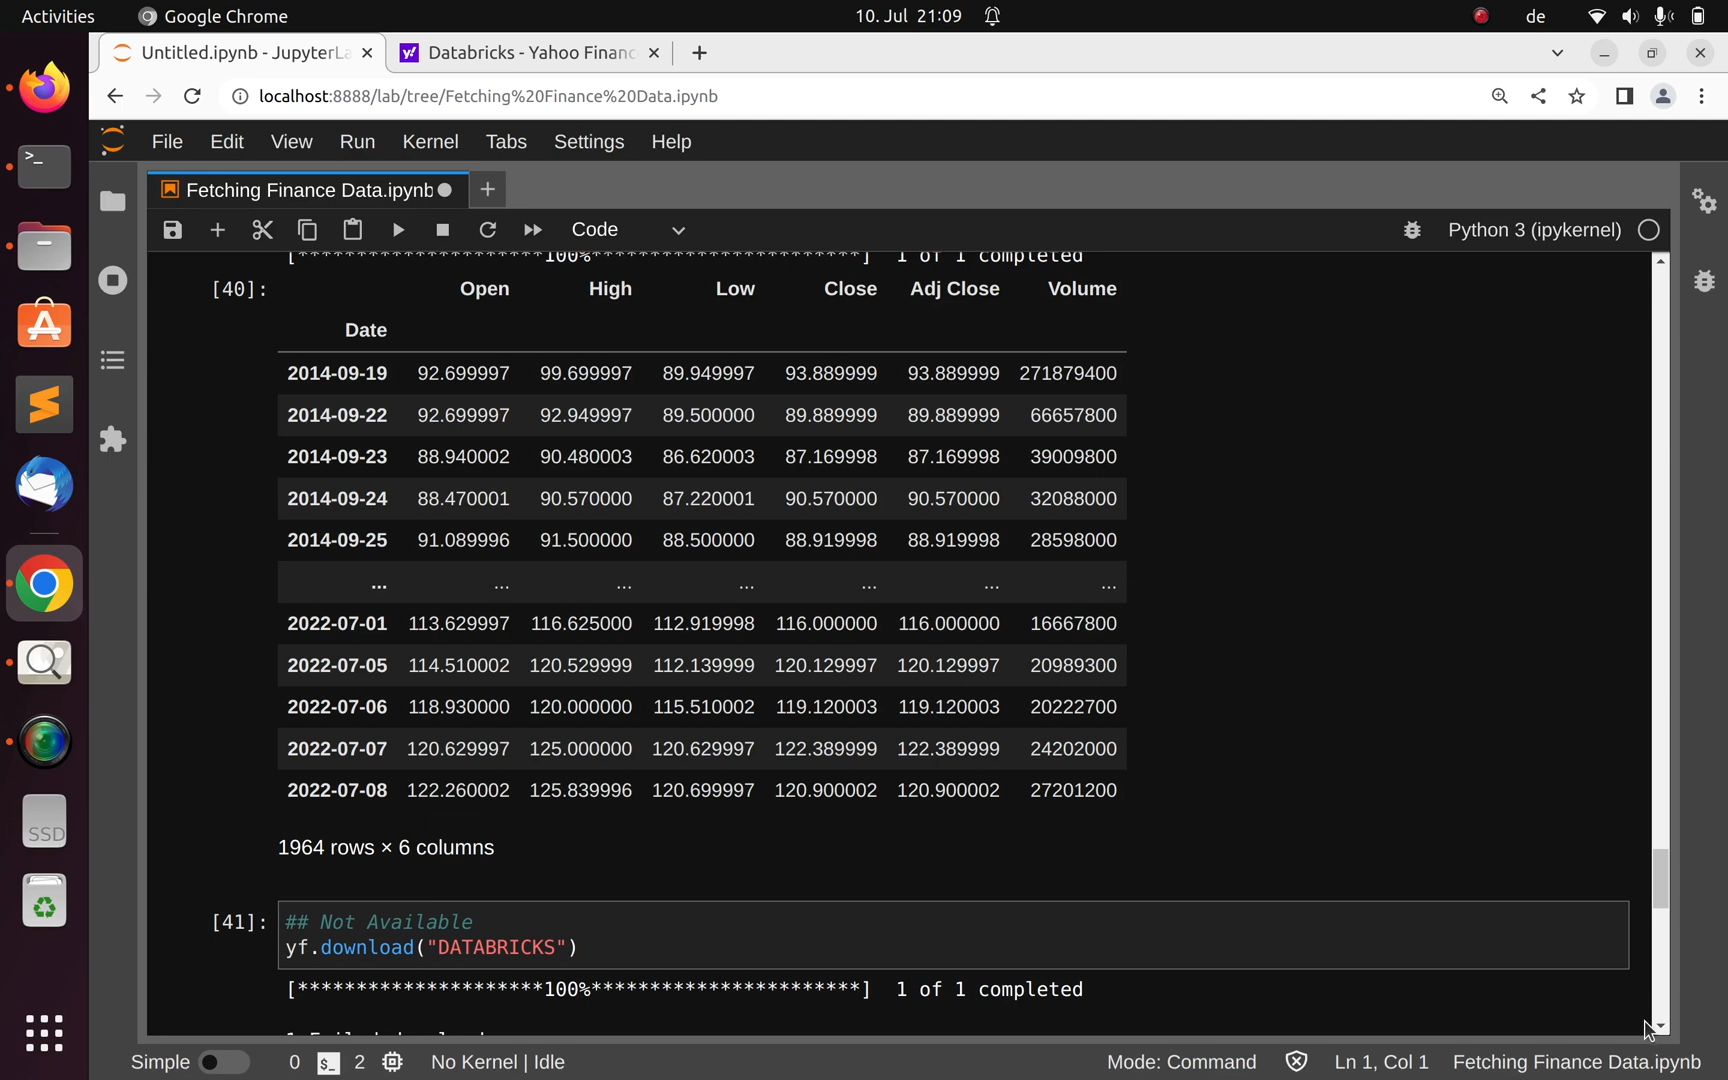 Activities Google Chrome 10. Jul 21:09 de
Untitled.ipynb - JupyterLa Databricks - Yahoo Financ
localhost:8888/lab/tree/Fetching%20Finance%20Data.ipynb
File Edit View Run Kernel Tabs Settings Help
Fetching Finance Data.ipynb
Code Python 3 (ipykernel)
[*********************100%***********************] 1 of 1 completed
[40]: Open High Low Close Adj Close Volume
Date
2014-09-19 92.699997 99.699997 89.949997 93.889999 93.889999 271879400
2014-09-22 92.699997 92.949997 89.500000 89.889999 89.889999 66657800
2014-09-23 88.940002 90.480003 86.620003 87.169998 87.169998 39009800
2014-09-24 88.470001 90.570000 87.220001 90.570000 90.570000 32088000
2014-09-25 91.089996 91.500000 88.500000 88.919998 88.919998 28598000
... ... ... ... ... ... ...
2022-07-01 113.629997 116.625000 112.919998 116.000000 116.000000 16667800
2022-07-05 114.510002 120.529999 112.139999 120.129997 120.129997 20989300
2022-07-06 118.930000 120.000000 115.510002 119.120003 119.120003 20222700
2022-07-07 120.629997 125.000000 120.629997 122.389999 122.389999 24202000
2022-07-08 122.260002 125.839996 120.699997 120.900002 120.900002 27201200
1964 rows × 6 columns
[41]: ## Not Available
yf.download("DATABRICKS")
[*********************100%***********************] 1 of 1 completed
SSD
Simple 0 $_ 2 No Kernel | Idle Mode: Command Ln 1, Col 1 Fetching Finance Data.ipynb